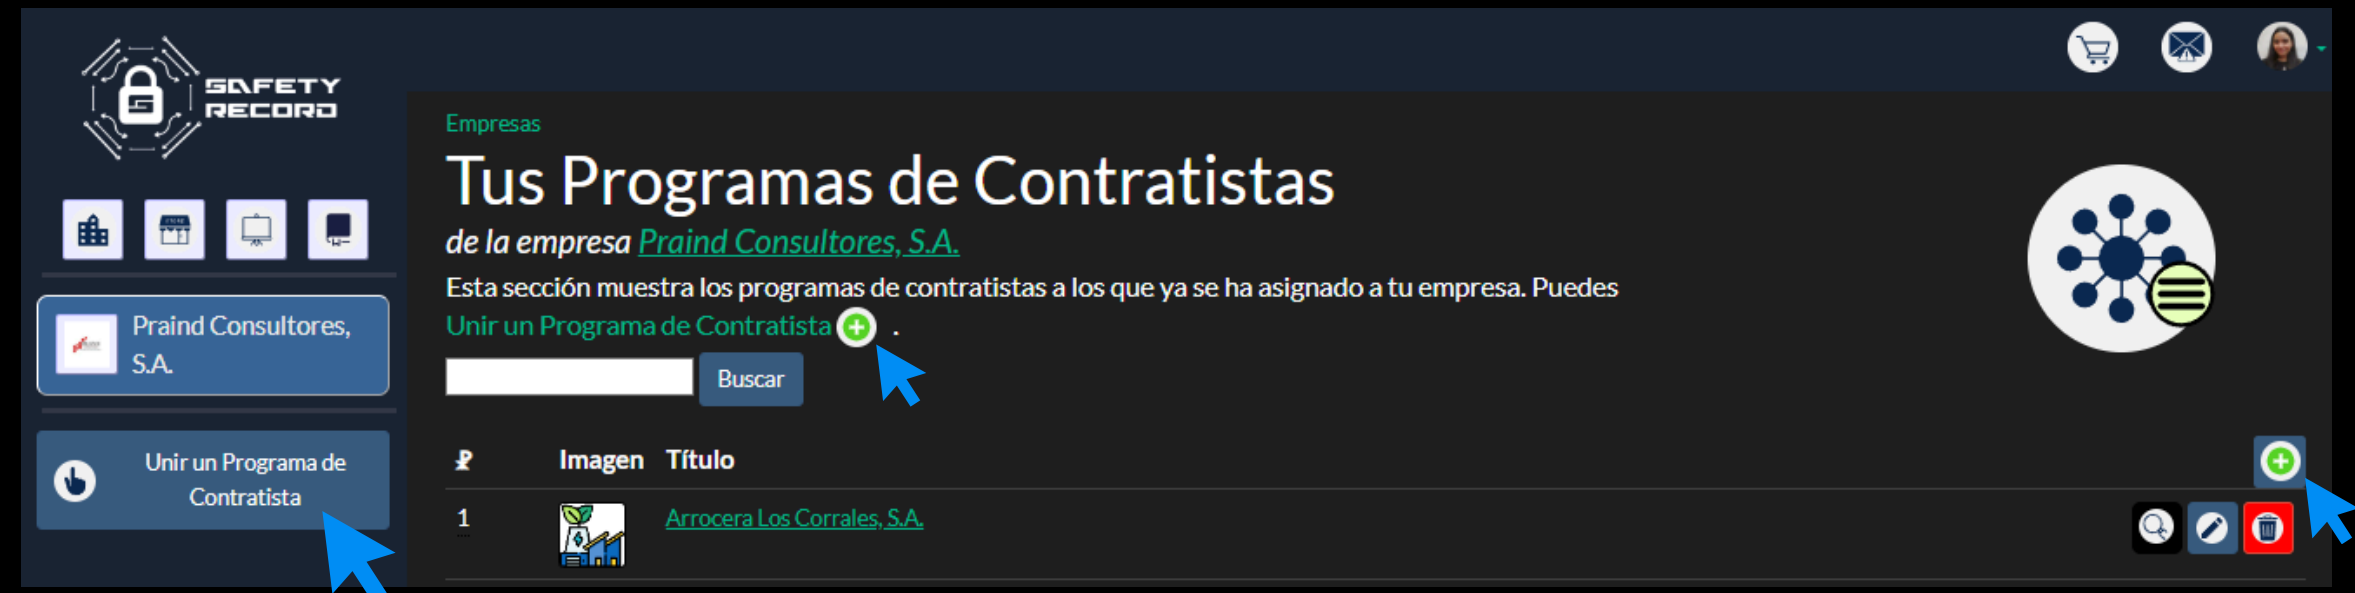 SAFETY
RECORD
Empresas
Tus Programas de Contratistas
de la empresa Praind Consultores, S.A.
Esta sección muestra los programas de contratistas a los que ya se ha asignado a tu empresa. Puedes
Unir un Programa de Contratista .
Buscar
Praind Consultores,
S.A.
Unir un Programa de
Contratista
Imagen Título
1 Arrocera Los Corrales, S.A.